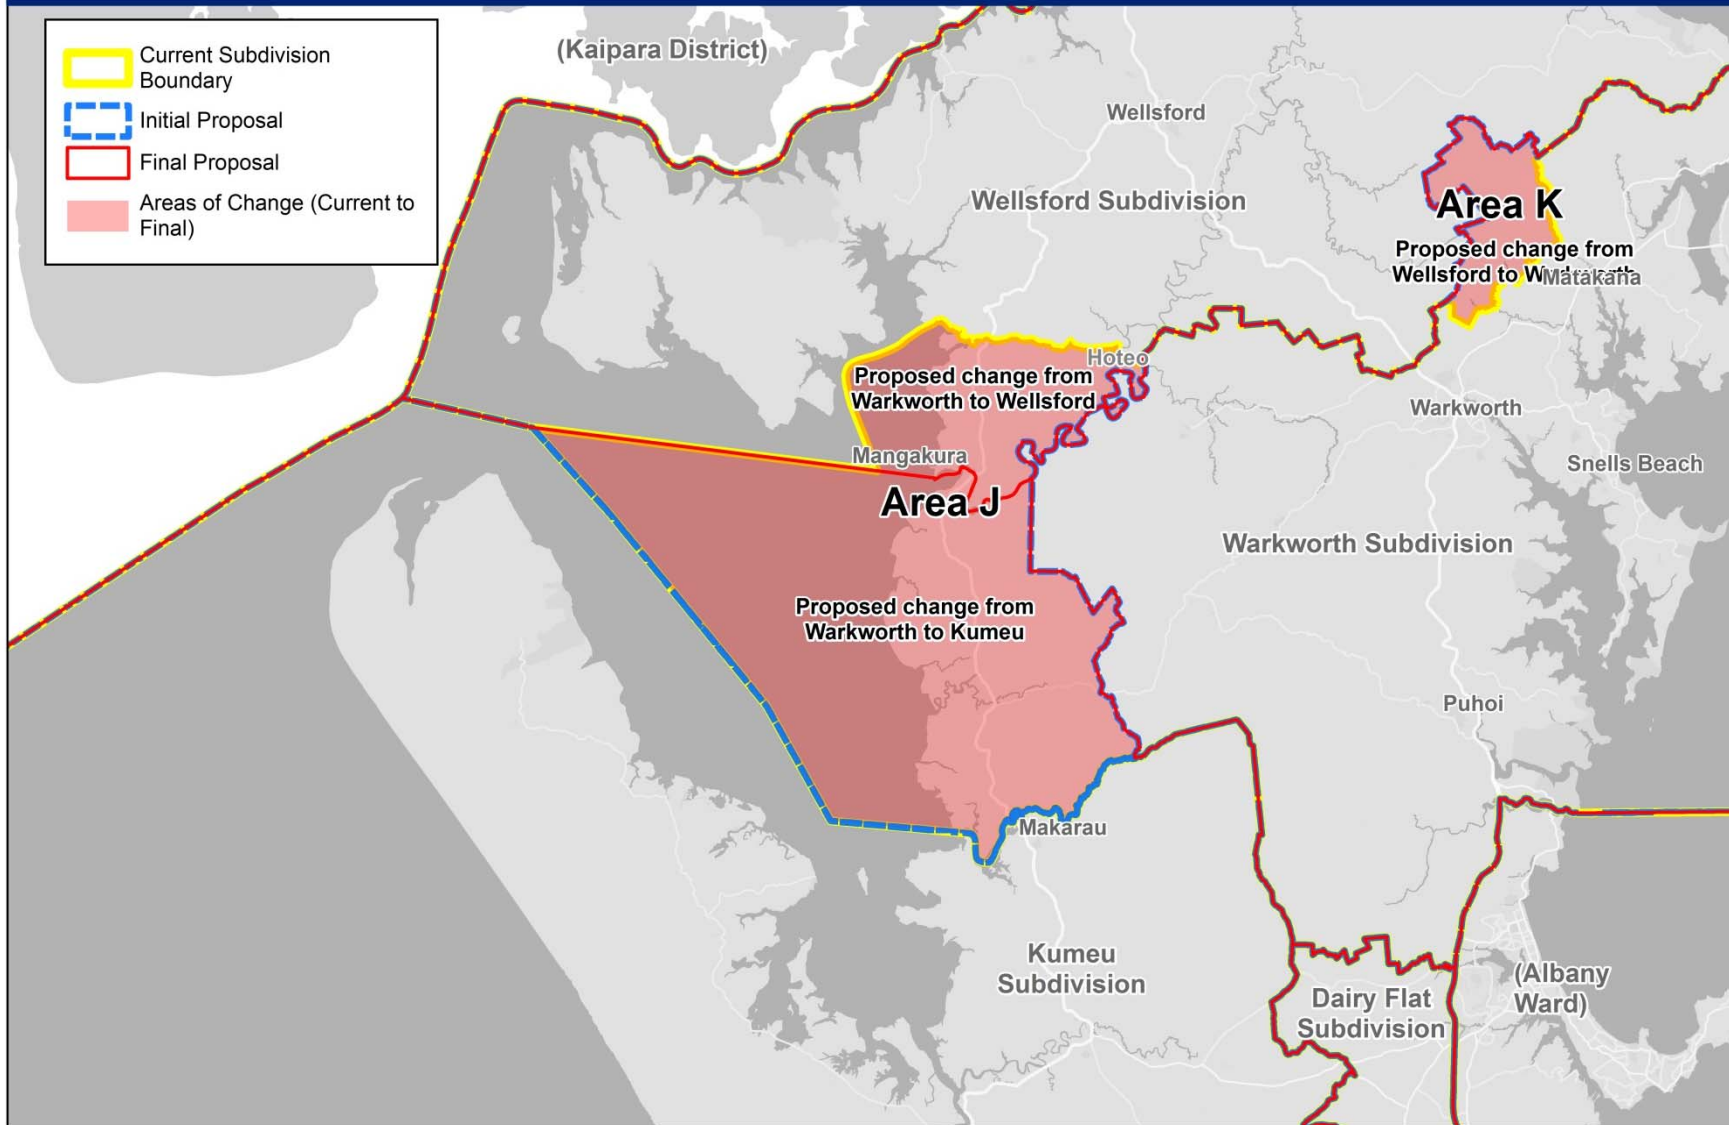 Current Subdivision
Boundary
Initial Proposal
Final Proposal
Areas of Change (Current to
Final)
(Kaipara District)
Wellsford
Wellsford Subdivision
Area K
Proposed change from
Wellsford to Warkworth
Matakana
Hoteo
Proposed change from
Warkworth to Wellsford
Warkworth
Mangakura
Snells Beach
Area J
Warkworth Subdivision
Proposed change from
Warkworth to Kumeu
Puhoi
Makarau
Kumeu
Subdivision
Dairy Flat
Subdivision
(Albany
Ward)